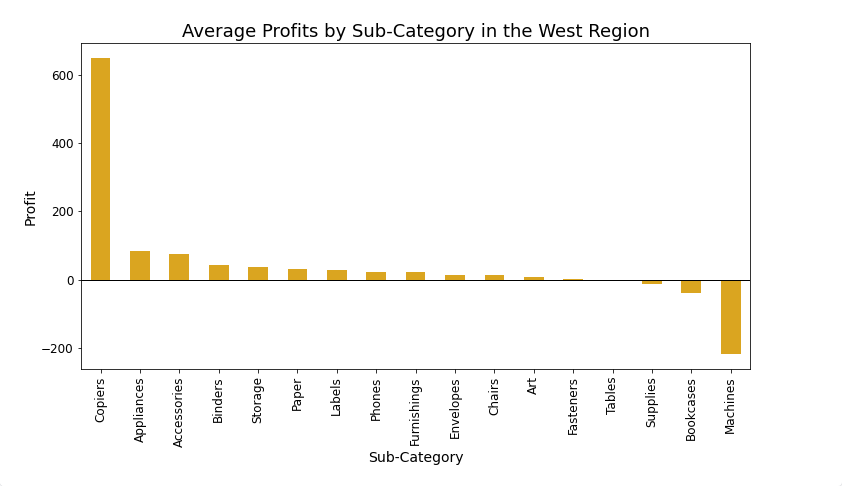 Average Profits by Sub-Category in the West Region
600
400
200
0
−200
Profit
Copiers
Appliances
Accessories
Binders
Storage
Paper
Labels
Phones
Furnishings
Envelopes
Chairs
Art
Fasteners
Tables
Supplies
Bookcases
Machines
Sub-Category